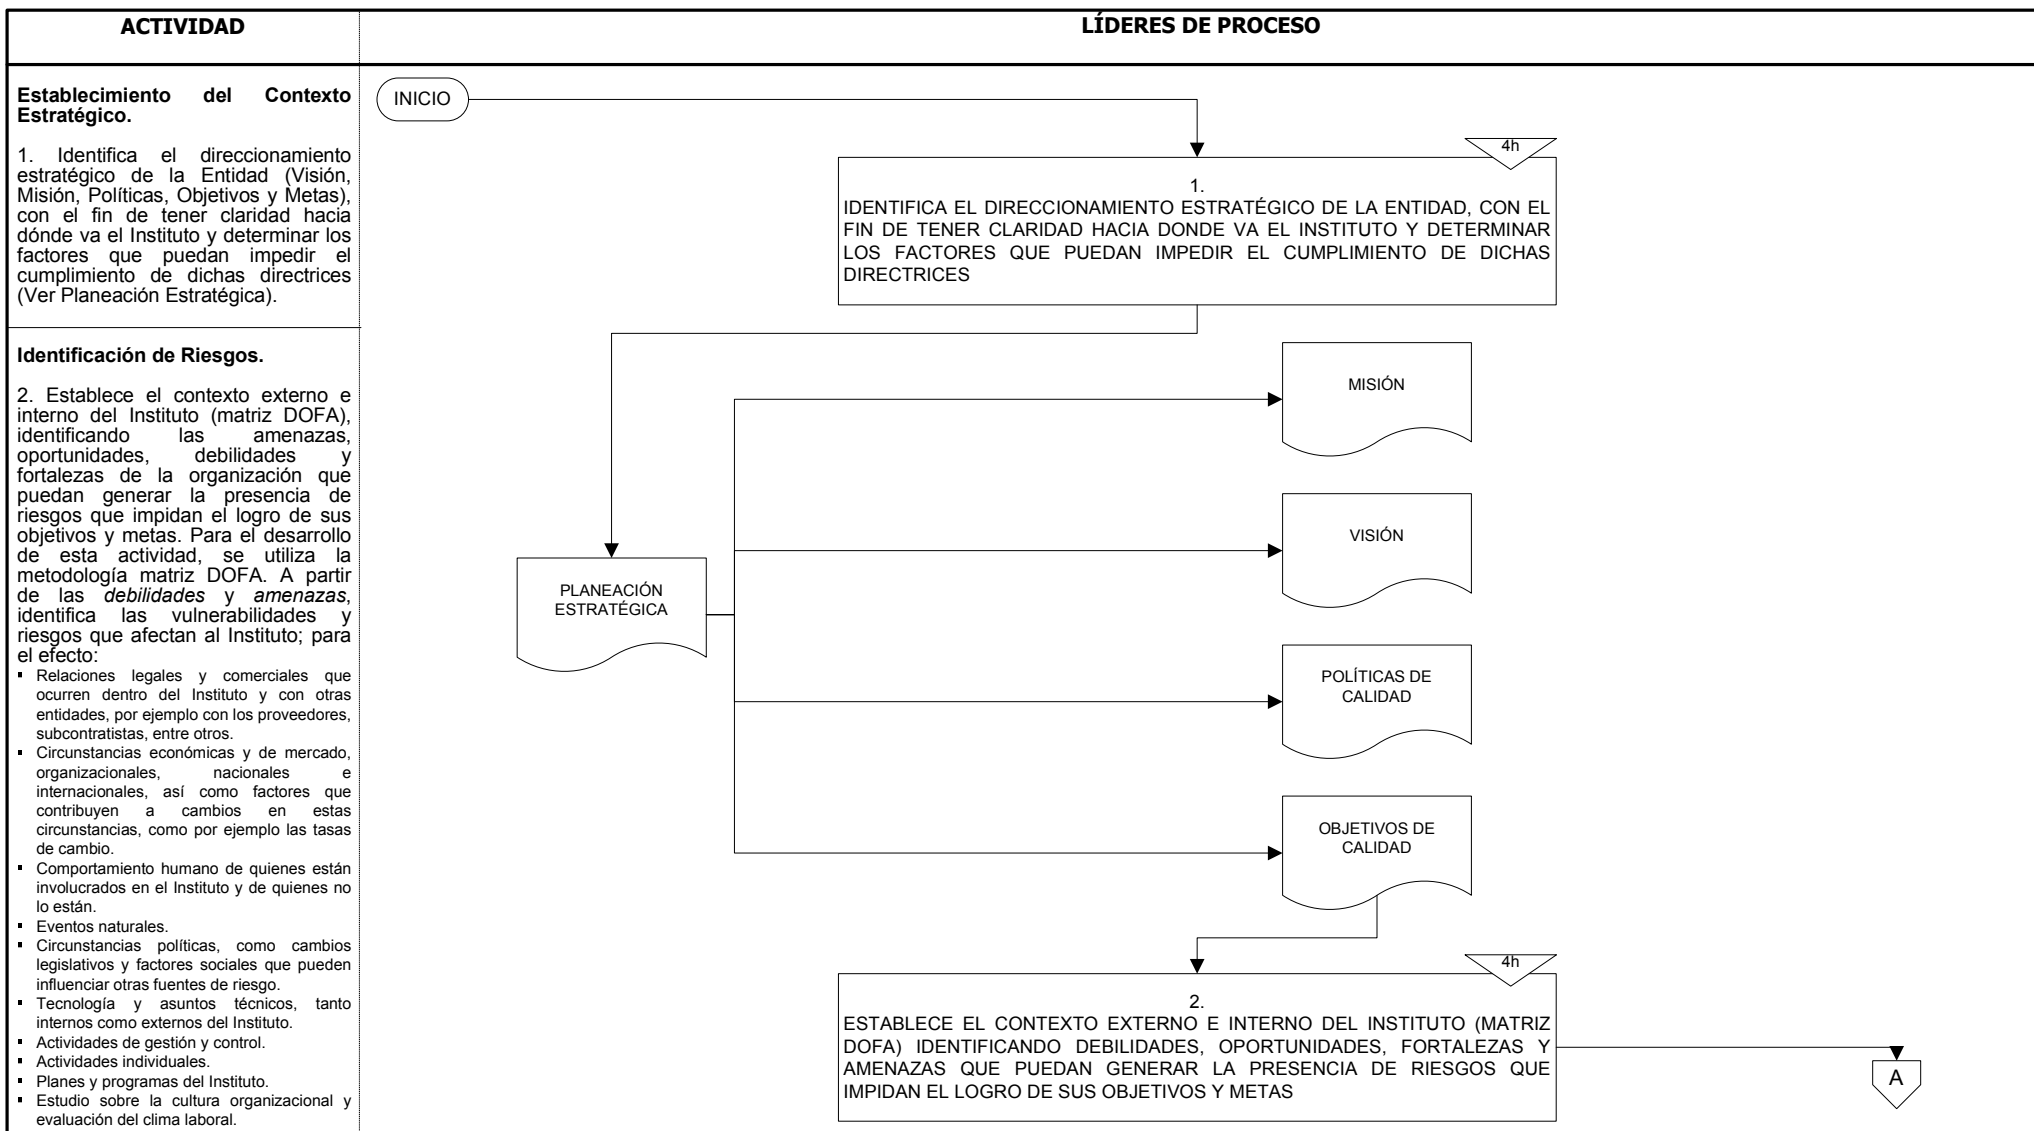 ACTIVIDAD
LÍDERES DE PROCESO
Establecimiento del Contexto
Estratégico.
1. Identifica el direccionamiento
estratégico de la Entidad (Visión,
Misión, Políticas, Objetivos y Metas),
con el fin de tener claridad hacia
dónde va el Instituto y determinar los
factores que puedan impedir el
cumplimiento de dichas directrices
(Ver Planeación Estratégica).
Identificación de Riesgos.
2. Establece el contexto externo e
interno del Instituto (matriz DOFA),
identificando las amenazas,
oportunidades, debilidades y
fortalezas de la organización que
puedan generar la presencia de
riesgos que impidan el logro de sus
objetivos y metas. Para el desarrollo
de esta actividad, se utiliza la
metodología matriz DOFA. A partir
de las debilidades y amenazas,
identifica las vulnerabilidades y
riesgos que afectan al Instituto; para
el efecto:
▪ Relaciones legales y comerciales que
ocurren dentro del Instituto y con otras
entidades, por ejemplo con los proveedores,
subcontratistas, entre otros.
▪ Circunstancias económicas y de mercado,
organizacionales, nacionales e
internacionales, así como factores que
contribuyen a cambios en estas
circunstancias, como por ejemplo las tasas
de cambio.
▪ Comportamiento humano de quienes están
involucrados en el Instituto y de quienes no
lo están.
▪ Eventos naturales.
▪ Circunstancias políticas, como cambios
legislativos y factores sociales que pueden
influenciar otras fuentes de riesgo.
▪ Tecnología y asuntos técnicos, tanto
internos como externos del Instituto.
▪ Actividades de gestión y control.
▪ Actividades individuales.
▪ Planes y programas del Instituto.
▪ Estudio sobre la cultura organizacional y
evaluación del clima laboral.
INICIO
4h
1.
IDENTIFICA EL DIRECCIONAMIENTO ESTRATÉGICO DE LA ENTIDAD, CON EL
FIN DE TENER CLARIDAD HACIA DONDE VA EL INSTITUTO Y DETERMINAR
LOS FACTORES QUE PUEDAN IMPEDIR EL CUMPLIMIENTO DE DICHAS
DIRECTRICES
PLANEACIÓN
ESTRATÉGICA
MISIÓN
VISIÓN
POLÍTICAS DE
CALIDAD
OBJETIVOS DE
CALIDAD
4h
2.
ESTABLECE EL CONTEXTO EXTERNO E INTERNO DEL INSTITUTO (MATRIZ
DOFA) IDENTIFICANDO DEBILIDADES, OPORTUNIDADES, FORTALEZAS Y
AMENAZAS QUE PUEDAN GENERAR LA PRESENCIA DE RIESGOS QUE
IMPIDAN EL LOGRO DE SUS OBJETIVOS Y METAS
A